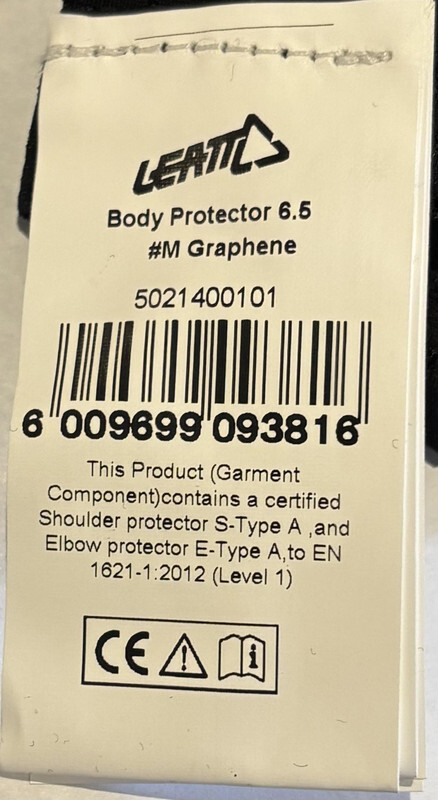 LEATT
Body Protector 6.5
#M Graphene
5021400101
6 009699 093816
This Product (Garment
Component)contains a certified
Shoulder protector S-Type A ,and
Elbow protector E-Type A,to EN
1621-1:2012 (Level 1)
CE
i